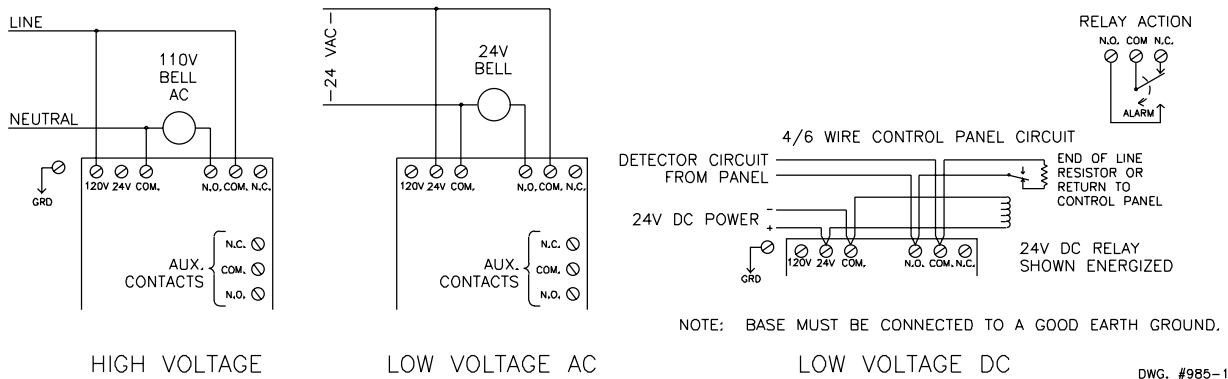 LINE
110V
BELL
AC
NEUTRAL
GRD
120V 24V COM. N.O. COM. N.C.
N.C.
COM.
N.O.
AUX.
CONTACTS
HIGH VOLTAGE
24 VAC
24V
BELL
120V 24V COM. N.O. COM. N.C.
N.C.
COM.
N.O.
AUX.
CONTACTS
LOW VOLTAGE AC
RELAY ACTION
N.O. COM N.C.
ALARM
4/6 WIRE CONTROL PANEL CIRCUIT
DETECTOR CIRCUIT
FROM PANEL
END OF LINE
RESISTOR OR
RETURN TO
CONTROL PANEL
24V DC POWER
-
+
GRD
120V 24V COM. N.O. COM. N.C.
24V DC RELAY
SHOWN ENERGIZED
NOTE: BASE MUST BE CONNECTED TO A GOOD EARTH GROUND.
LOW VOLTAGE DC
DWG. #985-1